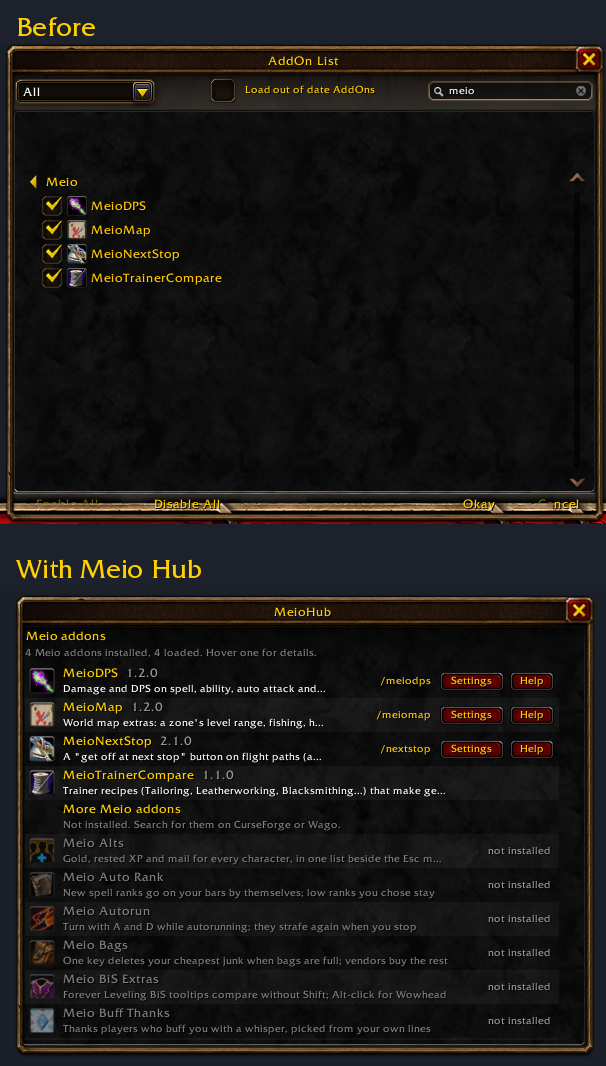 Before
AddOn List
All
Load out of date AddOns
meio
Meio
MeioDPS
MeioMap
MeioNextStop
MeioTrainerCompare
Enable All
Disable All
Okay
Cancel
With Meio Hub
MeioHub
Meio addons
4 Meio addons installed, 4 loaded. Hover one for details.
MeioDPS 1.2.0
Damage and DPS on spell, ability, auto attack and...
/meiodps Settings Help
MeioMap 1.2.0
World map extras: a zone's level range, fishing, h...
/meiomap Settings Help
MeioNextStop 2.1.0
A "get off at next stop" button on flight paths (a...
/nextstop Settings Help
MeioTrainerCompare 1.1.0
Trainer recipes (Tailoring, Leatherworking, Blacksmithing...) that make ge...
More Meio addons
Not installed. Search for them on CurseForge or Wago.
Meio Alts
Gold, rested XP and mail for every character, in one list beside the Esc m...
not installed
Meio Auto Rank
New spell ranks go on your bars by themselves; low ranks you chose stay
not installed
Meio Autorun
Turn with A and D while autorunning; they strafe again when you stop
not installed
Meio Bags
One key deletes your cheapest junk when bags are full; vendors buy the rest
not installed
Meio BiS Extras
Forever Leveling BiS tooltips compare without Shift; Alt-click for Wowhead
not installed
Meio Buff Thanks
Thanks players who buff you with a whisper, picked from your own lines
not installed